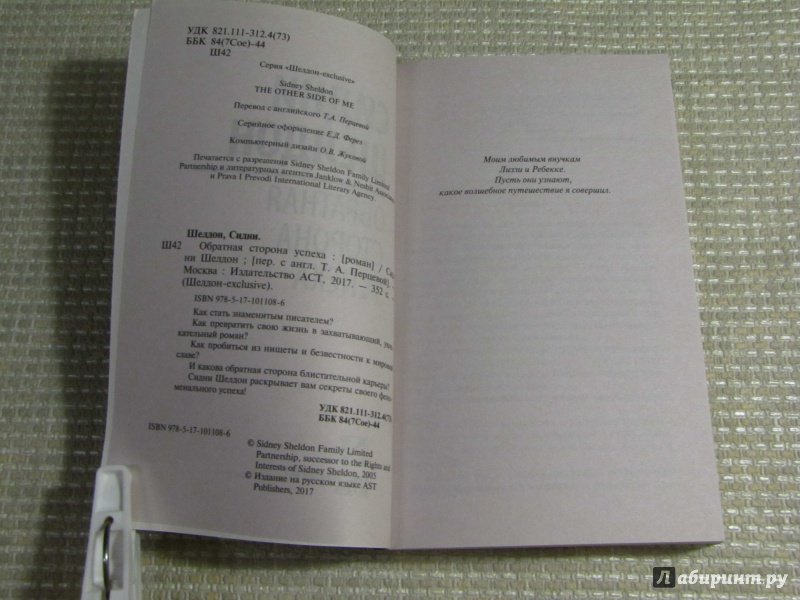 УДК 821.111-312.4(73)
ББК 84(7Сое)-44
Ш42
Серия «Шелдон-exclusive»
Sidney Sheldon
THE OTHER SIDE OF ME
Перевод с английского Т.А. Перцевой
Серийное оформление Е.Д. Ферез
Компьютерный дизайн О.В. Жуковой
Печатается с разрешения Sidney Sheldon Family Limited
Partnership и литературных агентств Janklow & Nesbit Associates
и Prava I Prevodi International Literary Agency.
Шелдон, Сидни.
Ш42 Обратная сторона успеха : [роман] / Сид-
ни Шелдон ; [пер. с англ. Т. А. Перцевой].
Москва : Издательство АСТ, 2017. — 352 с.
(Шелдон-exclusive).
ISBN 978-5-17-101108-6
Как стать знаменитым писателем?
Как превратить свою жизнь в захватывающий, увле
кательный роман?
Как пробиться из нищеты и безвестности к мировой
славе?
И какова обратная сторона блистательной карьеры?
Сидни Шелдон раскрывает вам секреты своего фено
менального успеха!
УДК 821.111-312.4(73)
ББК 84(7Сое)-44
ISBN 978-5-17-101108-6
© Sidney Sheldon Family Limited
Partnership, successor to the Rights and
Interests of Sidney Sheldon, 2005
© Издание на русском языке AST
Publishers, 2017
Моим любимым внучкам
Лиззи и Ребекке.
Пусть они узнают,
какое волшебное путешествие я совершил.
Лабиринт.ру